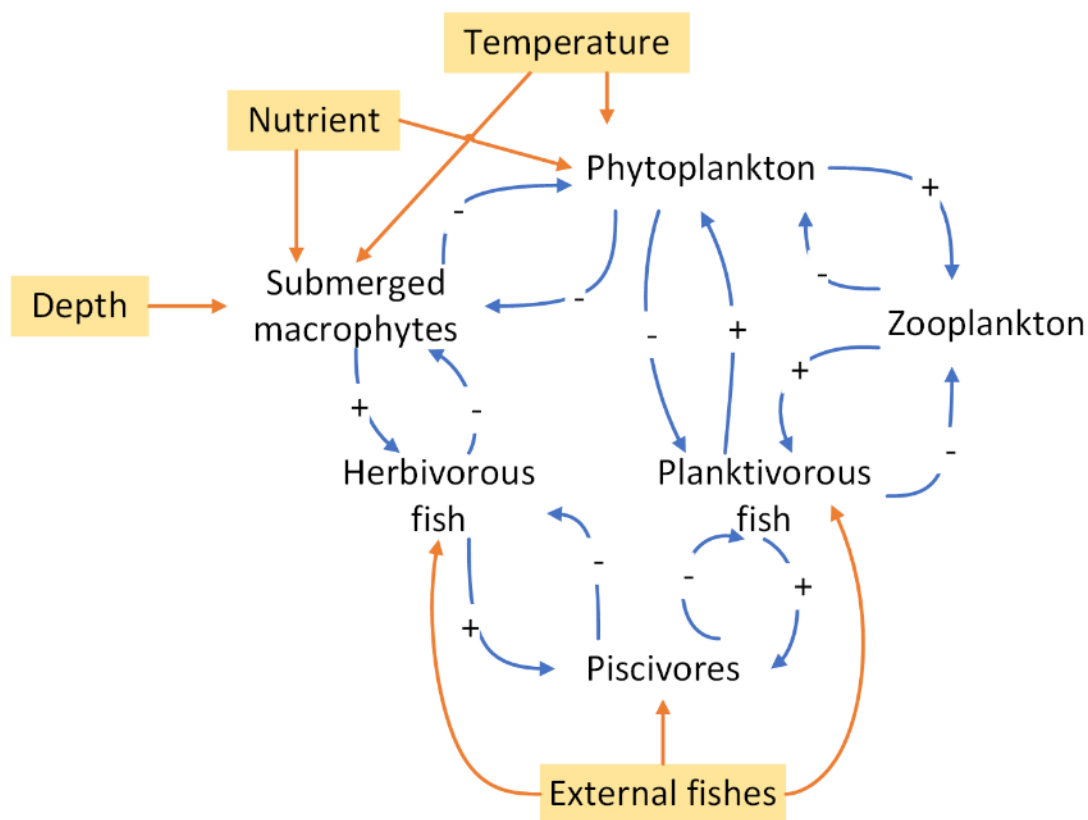 Temperature
Nutrient
Phytoplankton
+
-
Submerged
macrophytes
-
-
Depth
-
+
Zooplankton
+
+
-
-
Herbivorous
fish
Planktivorous
fish
-
-
-
+
+
Piscivores
External fishes